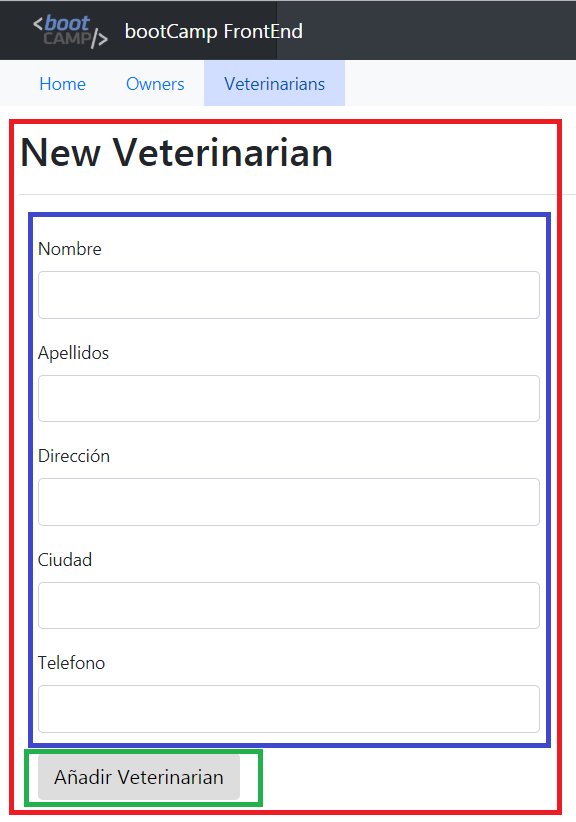 <boot
CAMP/>
bootCamp FrontEnd
Home Owners Veterinarians
New Veterinarian
Nombre
Apellidos
Dirección
Ciudad
Telefono
Añadir Veterinarian